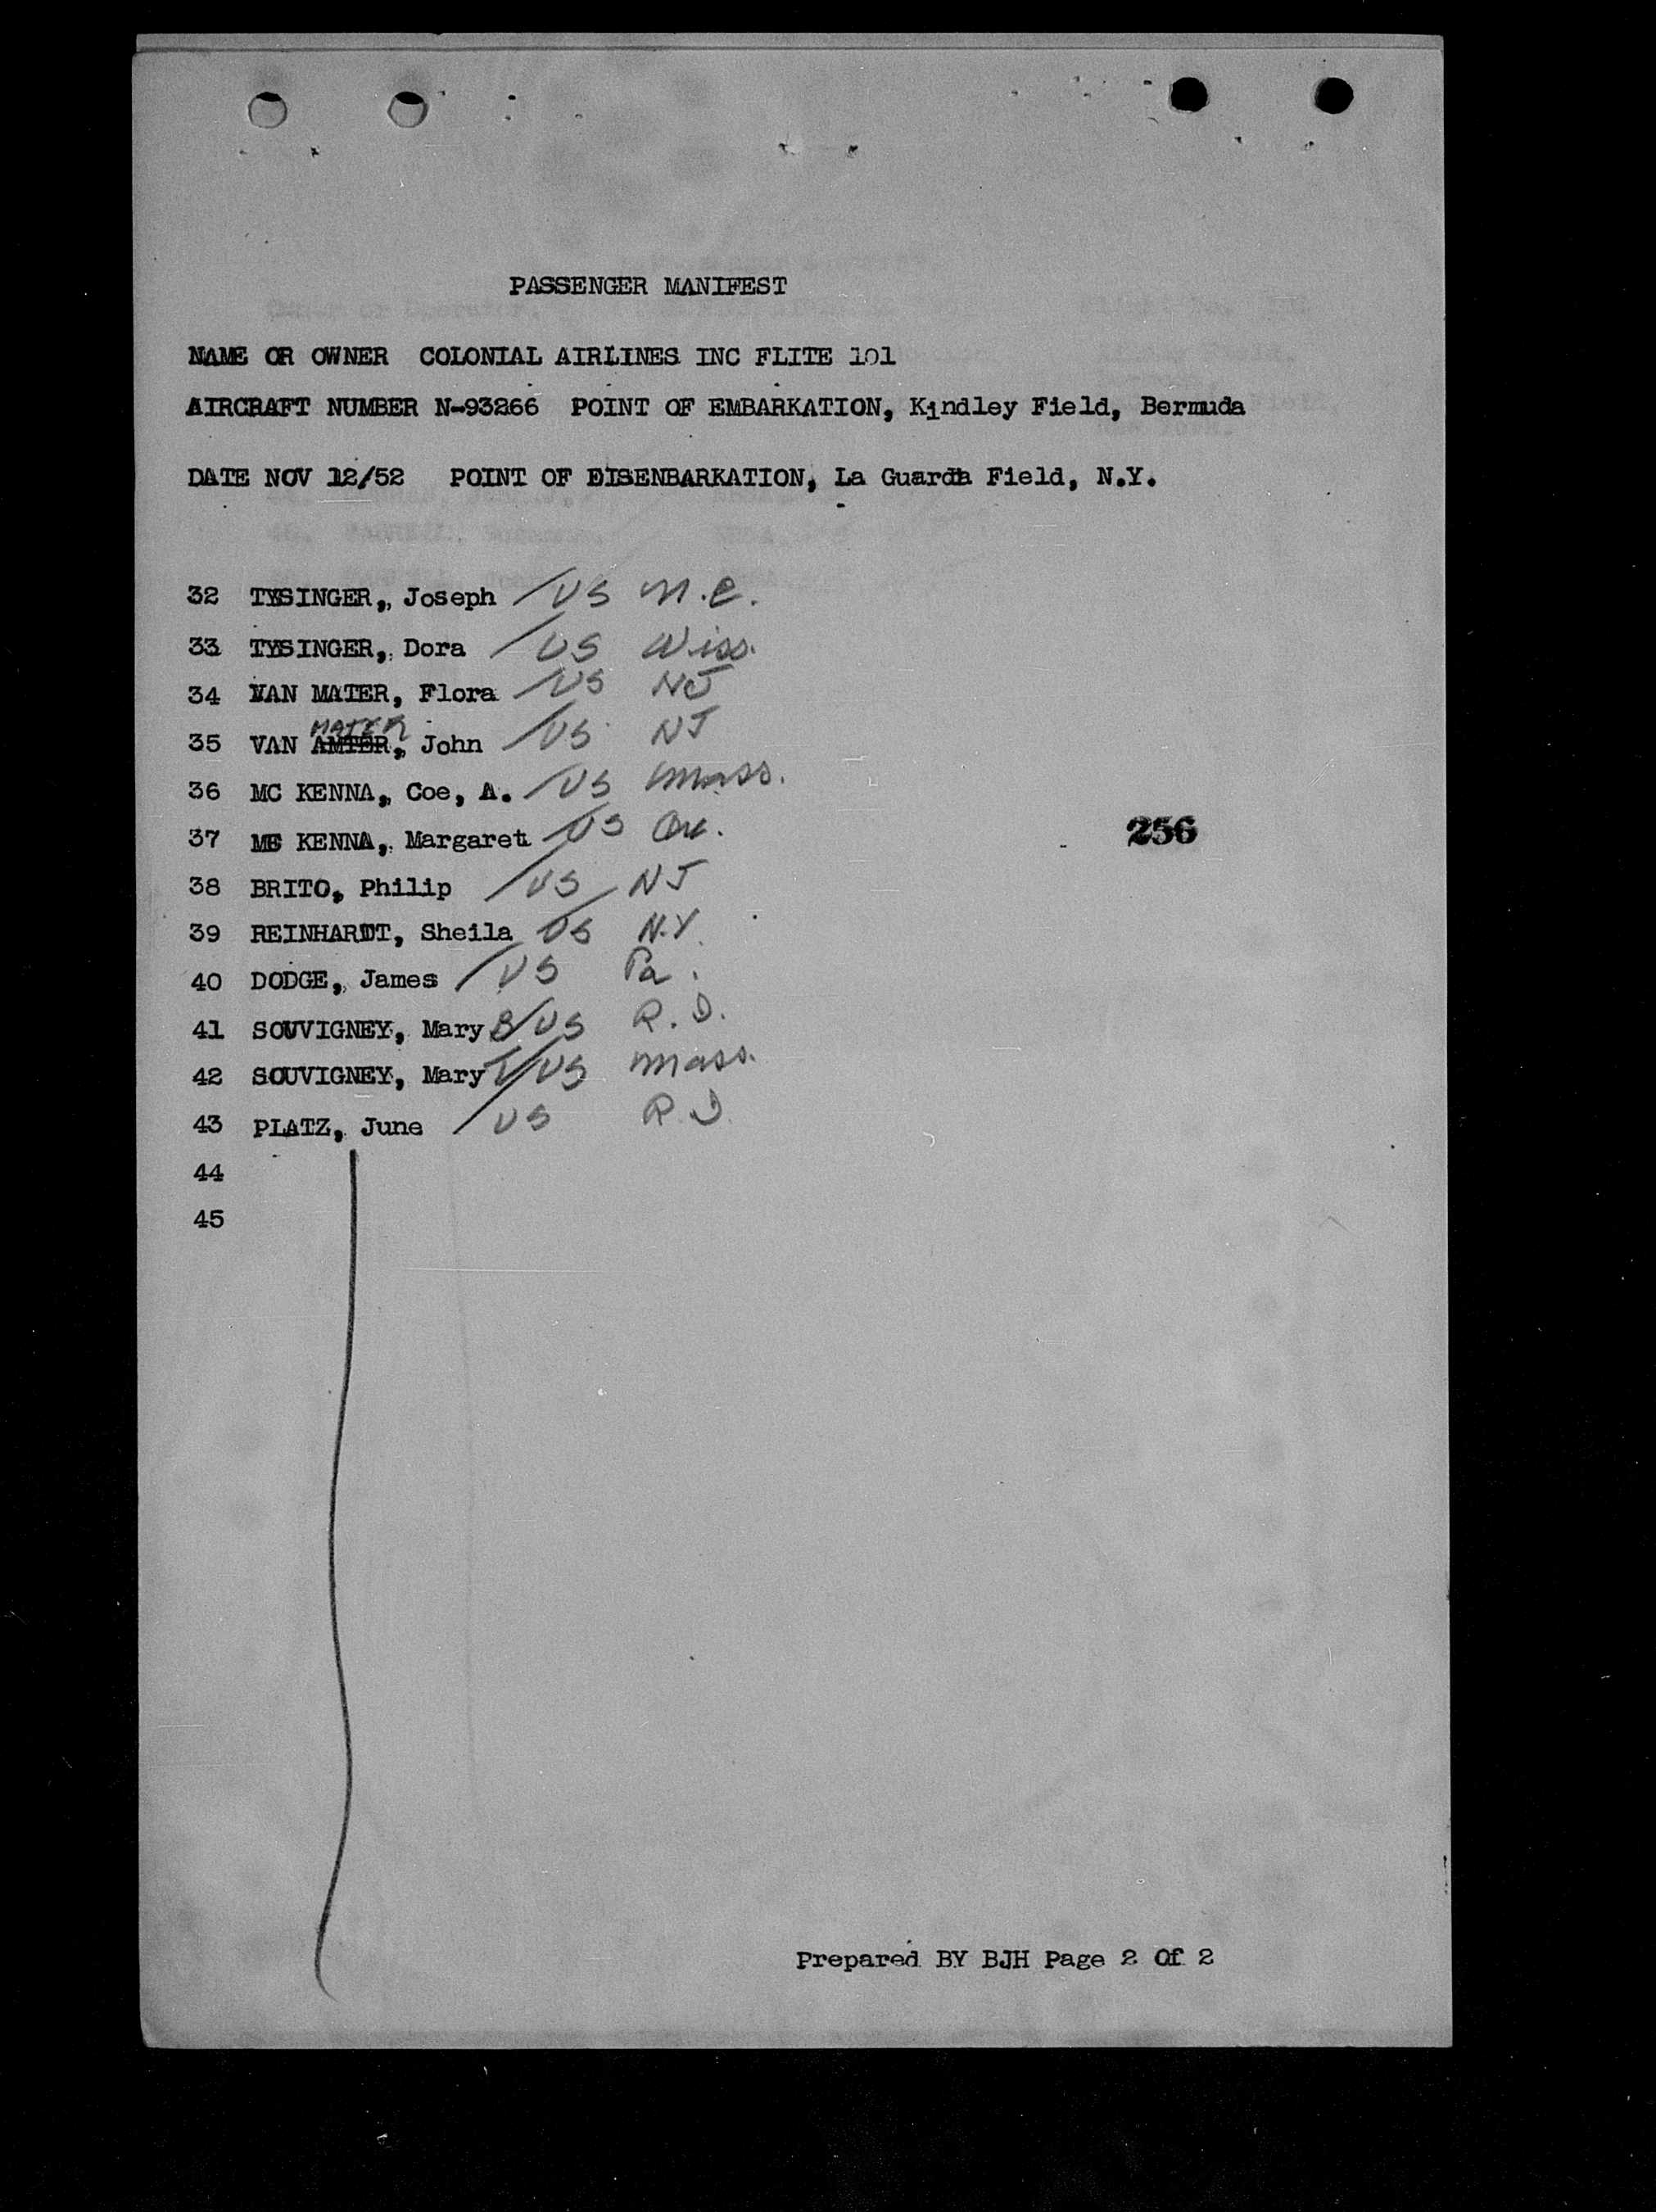 PASSENGER MANIFEST
NAME OR OWNER COLONIAL AIRLINES INC FLITE 101
AIRCRAFT NUMBER N-93266 POINT OF EMBARKATION, Kindley Field, Bermuda
DATE NOV 12/52 POINT OF DISENBARKATION, La Guarda Field, N.Y.
32 TYSINGER, Joseph / US N.C.
33 TYSINGER, Dora / US Wiss.
34 VAN MATER, Flora / US NJ
MATER
35 VAN AMTER, John / US NJ
36 MC KENNA, Coe, A. / US Mass.
37 MC KENNA, Margaret / US
256
38 BRITO, Philip / US NJ
39 REINHARDT, Sheila / US N.Y.
40 DODGE, James / US Pa.
41 SOUVIGNEY, Mary B / US R.I.
42 SOUVIGNEY, Mary T / US Mass.
43 PLATZ, June / US R.I.
44
45
Prepared BY BJH Page 2 Of 2